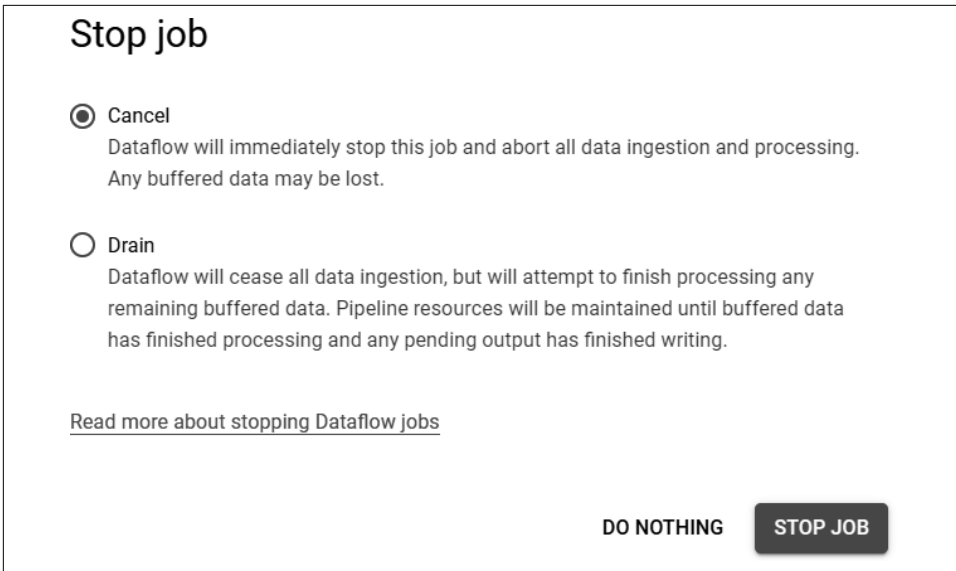 Stop job
Cancel
Dataflow will immediately stop this job and abort all data ingestion and processing.
Any buffered data may be lost.
Drain
Dataflow will cease all data ingestion, but will attempt to finish processing any
remaining buffered data. Pipeline resources will be maintained until buffered data
has finished processing and any pending output has finished writing.
Read more about stopping Dataflow jobs
DO NOTHING STOP JOB